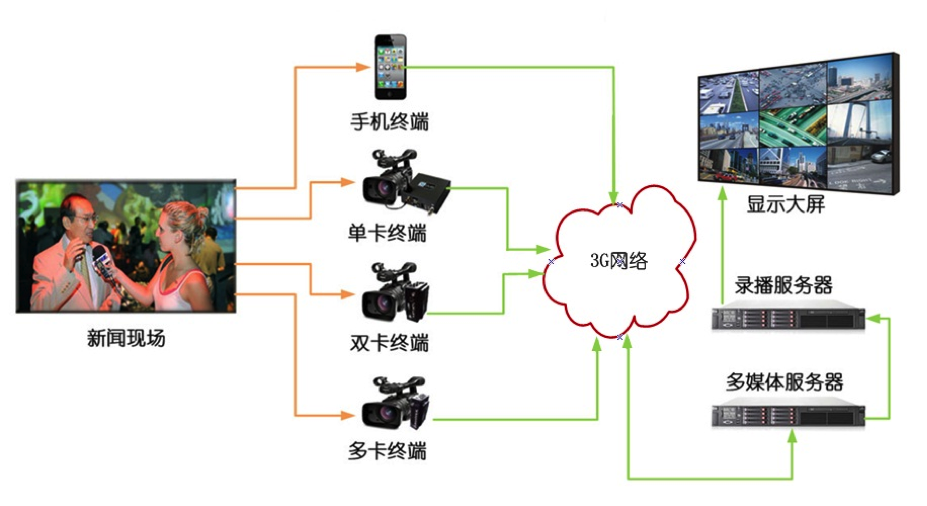 手机终端
单卡终端
新闻现场
双卡终端
多卡终端
3G网络
显示大屏
录播服务器
多媒体服务器